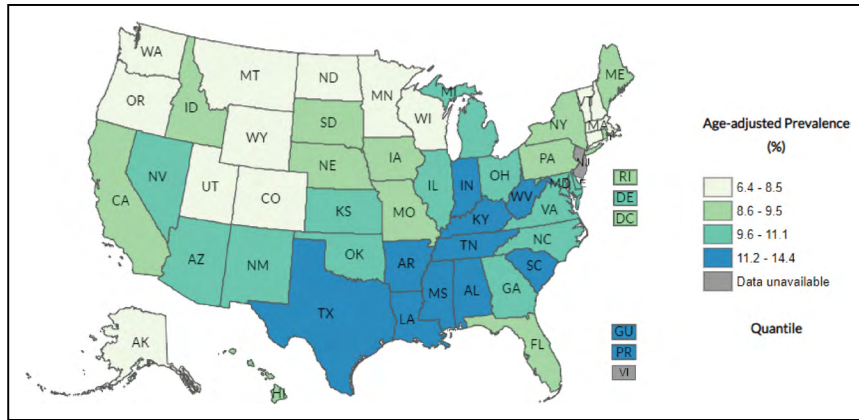 WA
MT
ND
MN
ME
OR
ID
WI
MI
SD
NY
WY
MA
IA
PA
NJ
NE
NV
UT
CO
IL
IN
OH
MD
RI
DE
DC
CA
KS
MO
KY
WV
VA
AZ
NM
OK
AR
TN
NC
SC
TX
LA
MS
AL
GA
FL
AK
HI
GU
PR
VI
Age-adjusted Prevalence
(%)
6.4 - 8.5
8.6 - 9.5
9.6 - 11.1
11.2 - 14.4
Data unavailable
Quantile